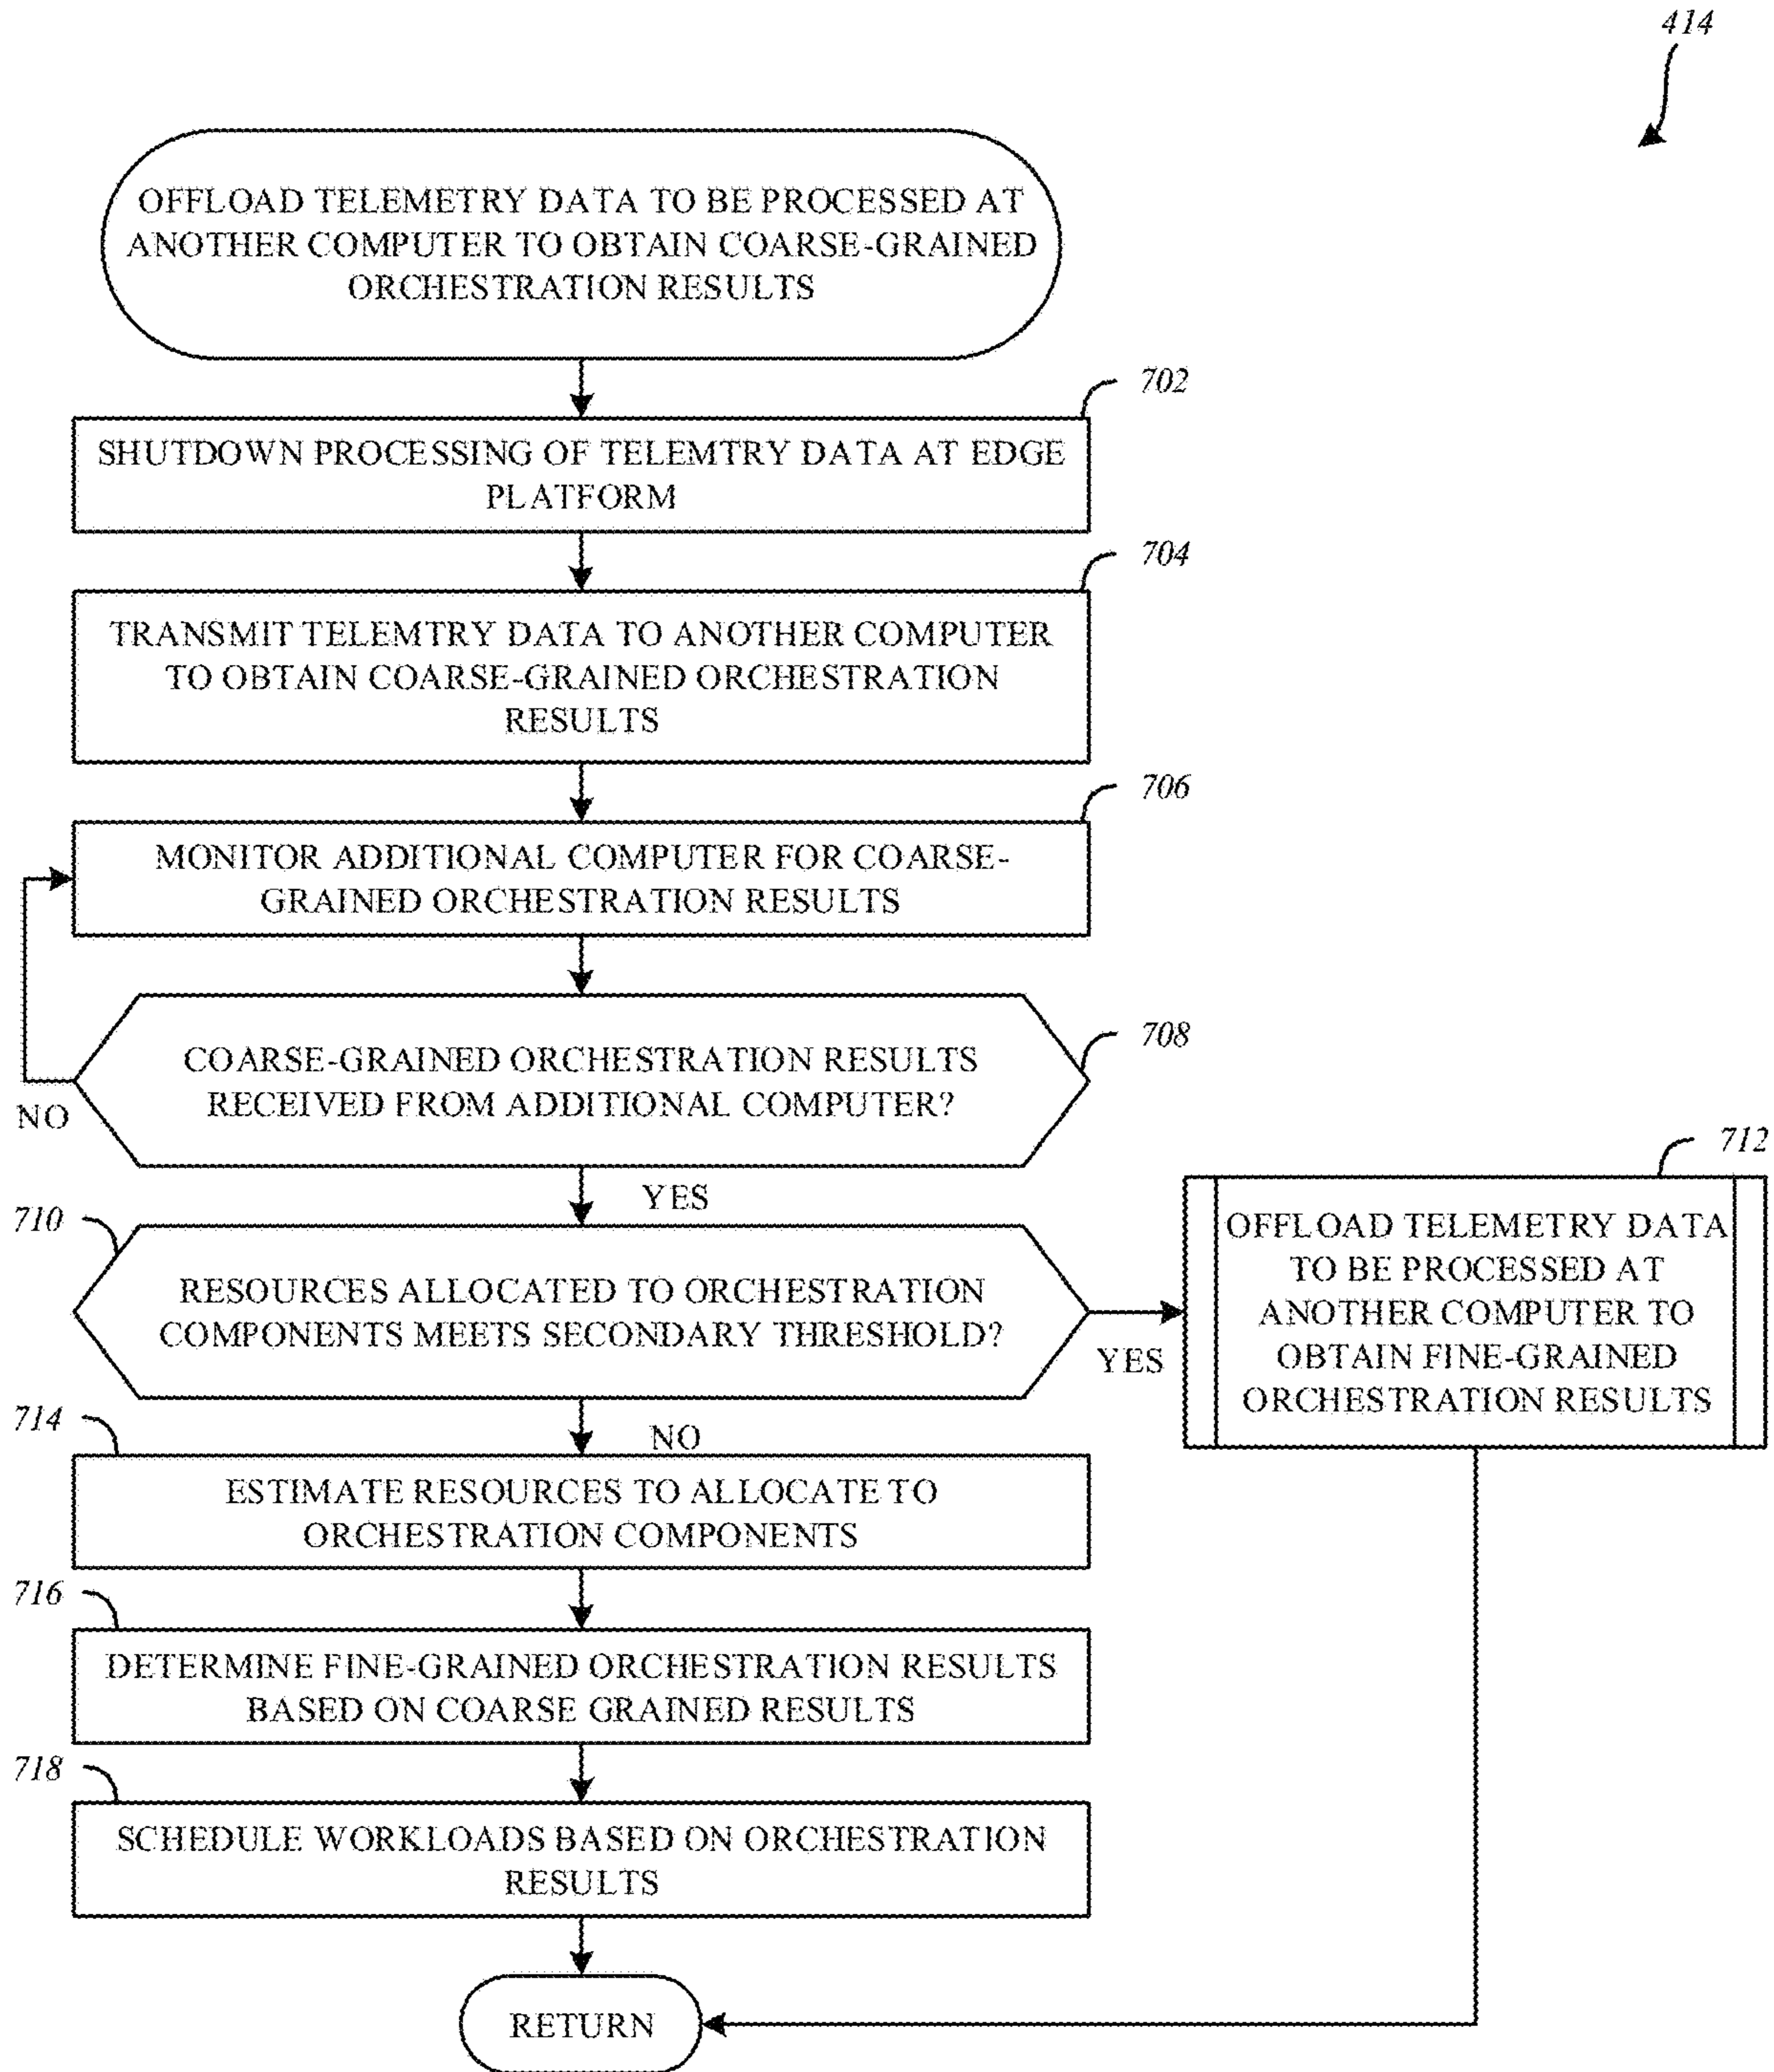 414
OFFLOAD TELEMETRY DATA TO BE PROCESSED AT
ANOTHER COMPUTER TO OBTAIN COARSE-GRAINED
ORCHESTRATION RESULTS
702
SHUTDOWN PROCESSING OF TELEMTRY DATA AT EDGE
PLATFORM
704
TRANSMIT TELEMTRY DATA TO ANOTHER COMPUTER
TO OBTAIN COARSE-GRAINED ORCHESTRATION
RESULTS
706
MONITOR ADDITIONAL COMPUTER FOR COARSE-
GRAINED ORCHESTRATION RESULTS
708
COARSE-GRAINED ORCHESTRATION RESULTS
RECEIVED FROM ADDITIONAL COMPUTER?
NO
YES
710
RESOURCES ALLOCATED TO ORCHESTRATION
COMPONENTS MEETS SECONDARY THRESHOLD?
YES
712
OFFLOAD TELEMETRY DATA
TO BE PROCESSED AT
ANOTHER COMPUTER TO
OBTAIN FINE-GRAINED
ORCHESTRATION RESULTS
NO
714
ESTIMATE RESOURCES TO ALLOCATE TO
ORCHESTRATION COMPONENTS
716
DETERMINE FINE-GRAINED ORCHESTRATION RESULTS
BASED ON COARSE GRAINED RESULTS
718
SCHEDULE WORKLOADS BASED ON ORCHESTRATION
RESULTS
RETURN